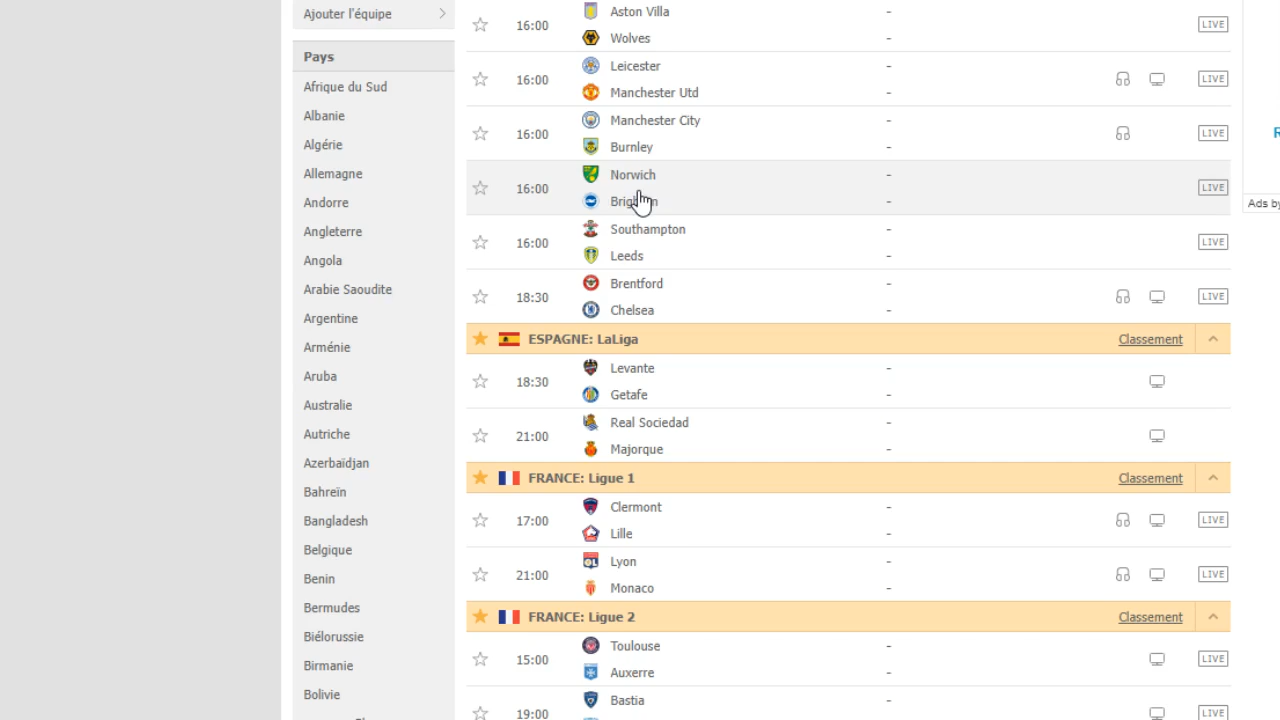 Ajouter l'équipe
Pays
Afrique du Sud
Albanie
Algérie
Allemagne
Andorre
Angleterre
Angola
Arabie Saoudite
Argentine
Arménie
Aruba
Australie
Autriche
Azerbaïdjan
Bahreïn
Bangladesh
Belgique
Benin
Bermudes
Biélorussie
Birmanie
Bolivie
16:00 Aston Villa - LIVE
Wolves -
16:00 Leicester - LIVE
Manchester Utd -
16:00 Manchester City - LIVE
Burnley -
16:00 Norwich - LIVE
Brighton -
16:00 Southampton - LIVE
Leeds -
18:30 Brentford - LIVE
Chelsea -
ESPAGNE: LaLiga Classement
18:30 Levante -
Getafe -
21:00 Real Sociedad -
Majorque -
FRANCE: Ligue 1 Classement
17:00 Clermont - LIVE
Lille -
21:00 Lyon - LIVE
Monaco -
FRANCE: Ligue 2 Classement
15:00 Toulouse - LIVE
Auxerre -
19:00 Bastia - LIVE
R
Ads by